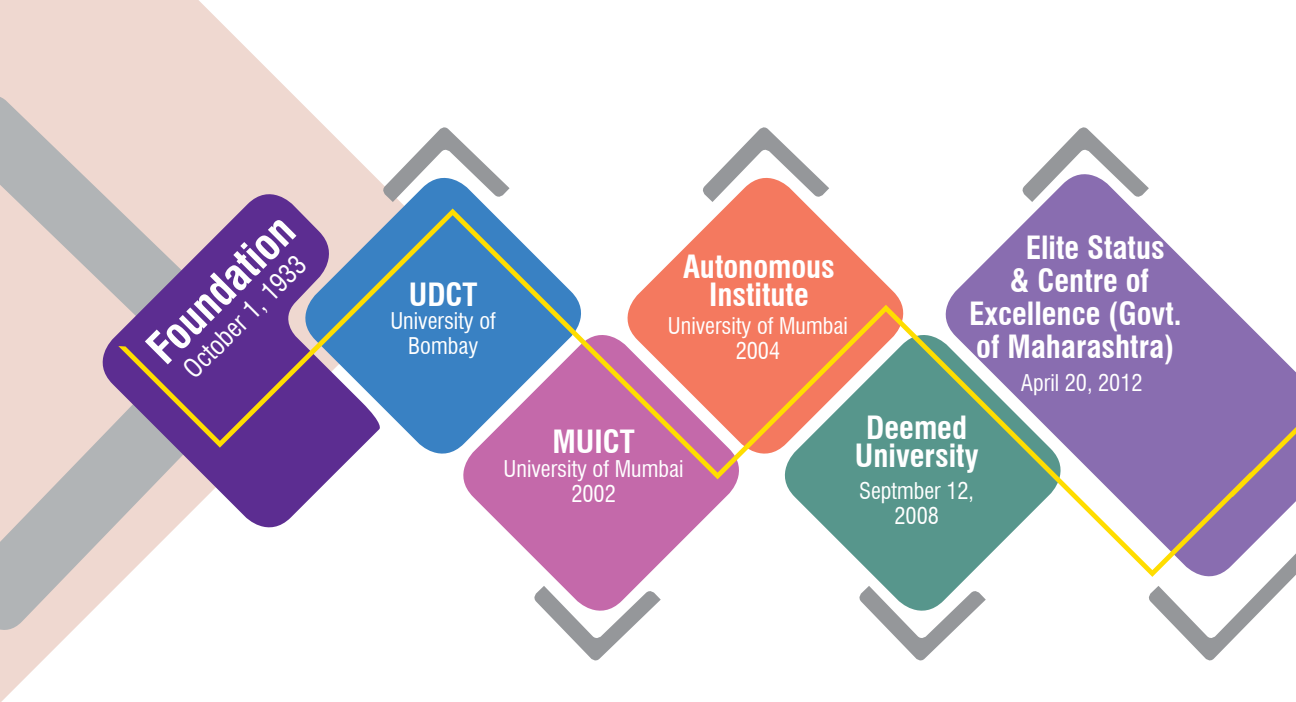 Foundation
October 1, 1933
UDCT
University of
Bombay
MUICT
University of Mumbai
2002
Autonomous
Institute
University of Mumbai
2004
Deemed
University
Septmber 12,
2008
Elite Status
& Centre of
Excellence (Govt.
of Maharashtra)
April 20, 2012